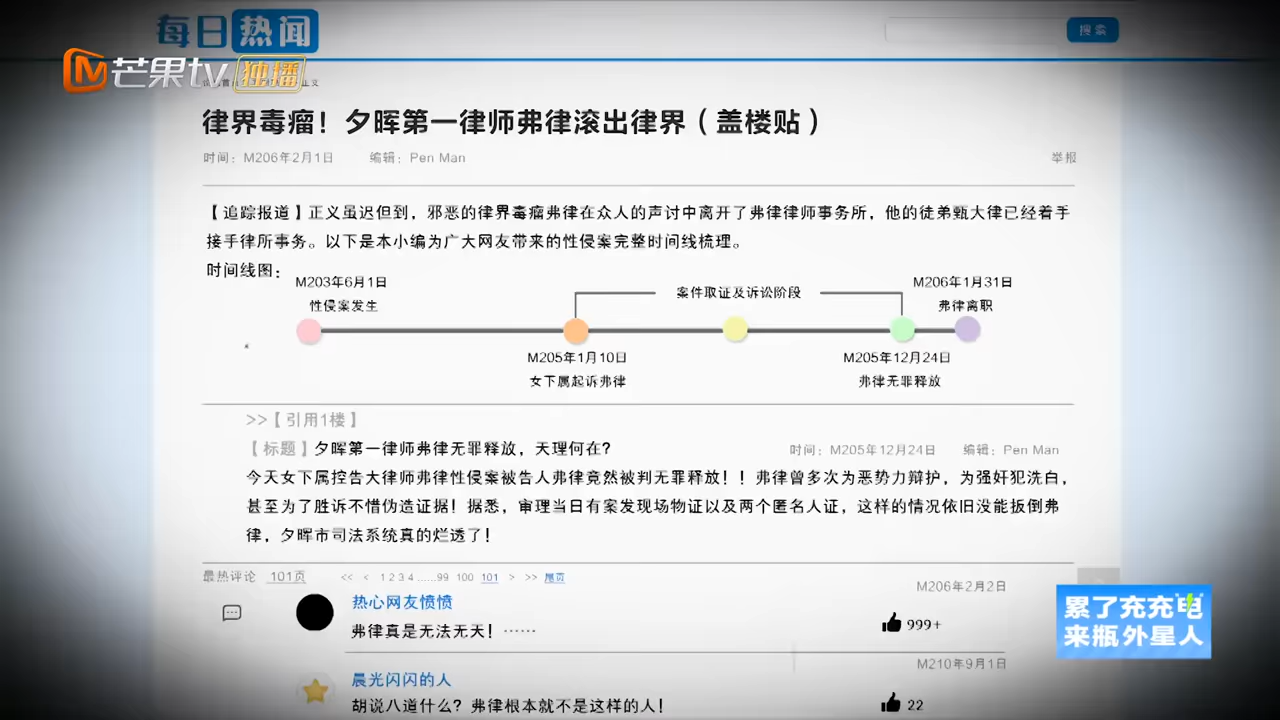 每日热闻
搜索
芒果tv 独播
律界毒瘤！夕晖第一律师弗律滚出律界（盖楼贴）
时间：M206年2月1日 编辑：Pen Man 举报
【追踪报道】正义虽迟但到，邪恶的律界毒瘤弗律在众人的声讨中离开了弗律律师事务所，他的徒弟甄大律已经着手
接手律所事务。以下是本小编为广大网友带来的性侵案完整时间线梳理。
时间线图：
M203年6月1日
性侵案发生
案件取证及诉讼阶段
M206年1月31日
弗律离职
M205年1月10日
女下属起诉弗律
M205年12月24日
弗律无罪释放
>>【引用1楼】
【标题】夕晖第一律师弗律无罪释放，天理何在？ 时间：M205年12月24日 编辑：Pen Man
今天女下属控告大律师弗律性侵案被告人弗律竟然被判无罪释放！！弗律曾多次为恶势力辩护，为强奸犯洗白，
甚至为了胜诉不惜伪造证据！据悉，审理当日有案发现场物证以及两个匿名人证，这样的情况依旧没能扳倒弗
律，夕晖市司法系统真的烂透了！
最热评论 101页 << < 1 2 3 4 ......99 100 101 > >> 尾页
M206年2月2日
热心网友愤愤
弗律真是无法无天！…… 999+
M210年9月1日
晨光闪闪的人
胡说八道什么？弗律根本就不是这样的人！ 22
累了充充电
来瓶外星人